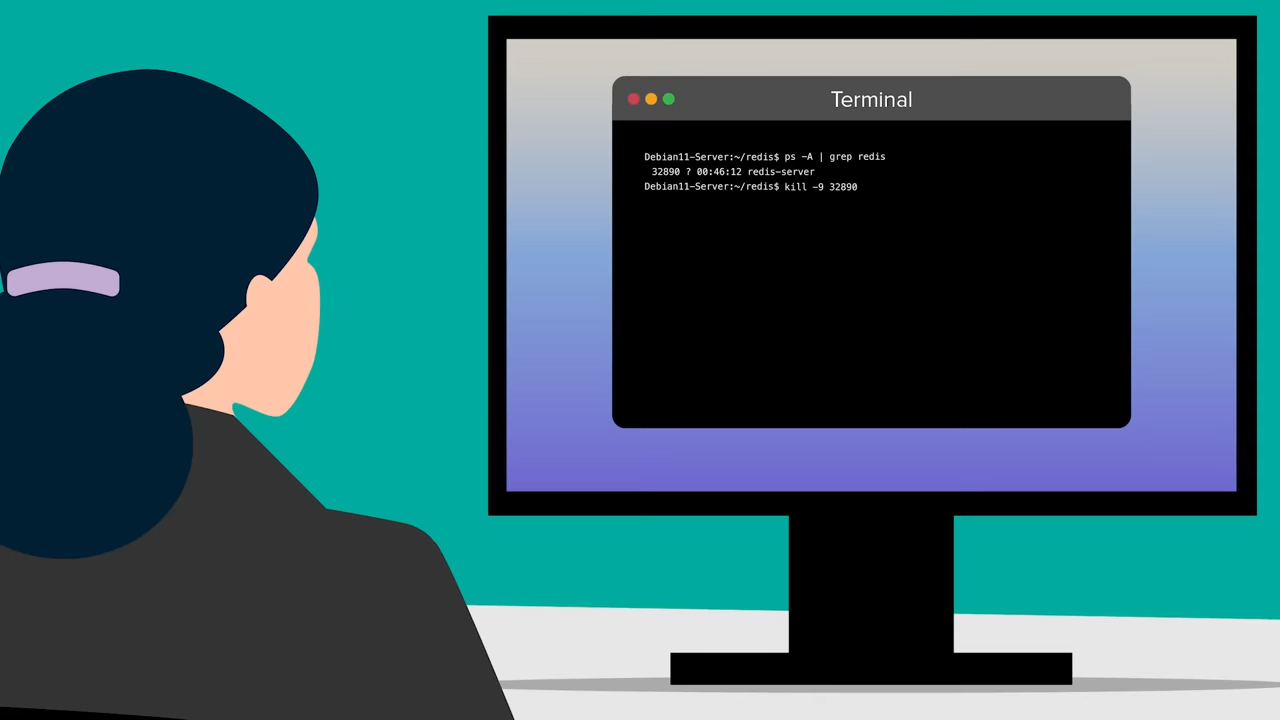 Terminal
Debian11-Server:~/redis$ ps -A | grep redis
32890 ? 00:46:12 redis-server
Debian11-Server:~/redis$ kill -9 32890